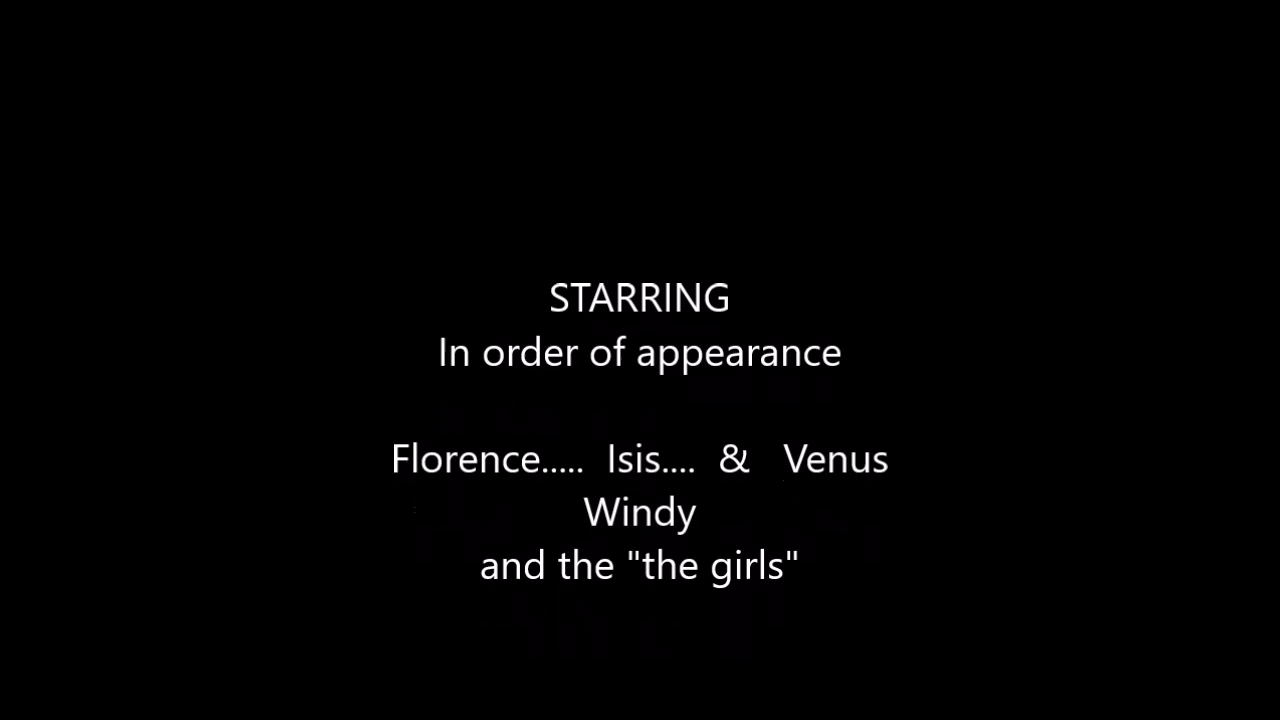 STARRING
In order of appearance
Florence..... Isis.... & Venus
Windy
and the "the girls"